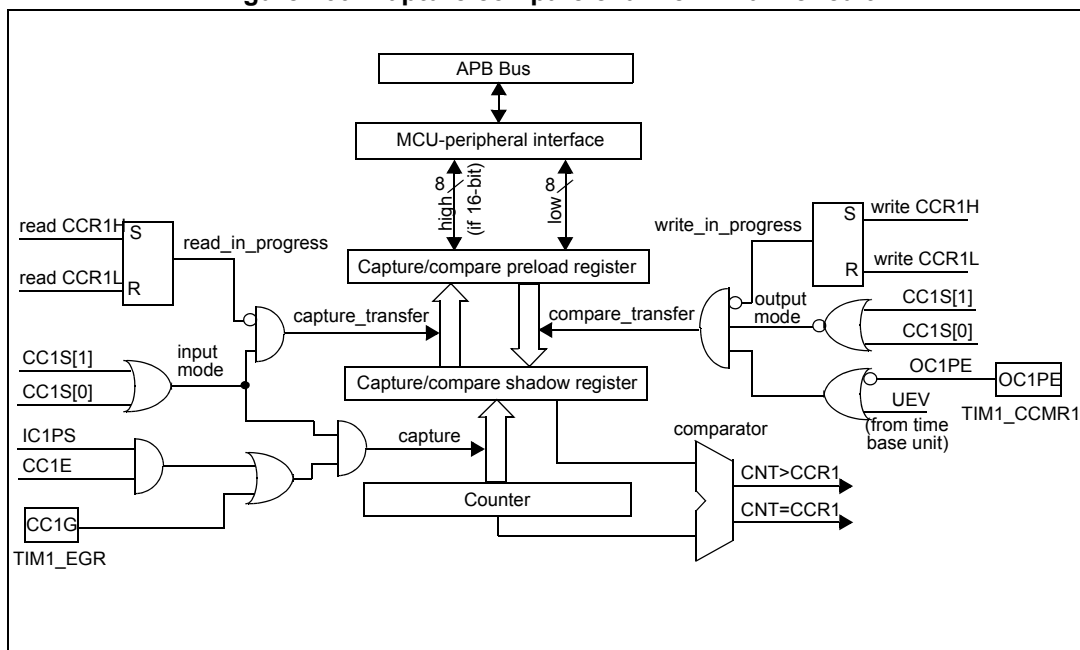 APB Bus
MCU-peripheral interface
8
high
(if 16-bit)
8
low
read CCR1H
S
read_in_progress
read CCR1L
R
write_in_progress
S
write CCR1H
R
write CCR1L
Capture/compare preload register
capture_transfer
compare_transfer
output
mode
CC1S[1]
CC1S[0]
CC1S[1]
CC1S[0]
input
mode
Capture/compare shadow register
OC1PE
OC1PE
UEV
TIM1_CCMR1
(from time
base unit)
IC1PS
CC1E
capture
comparator
Counter
CNT>CCR1
CNT=CCR1
CC1G
TIM1_EGR